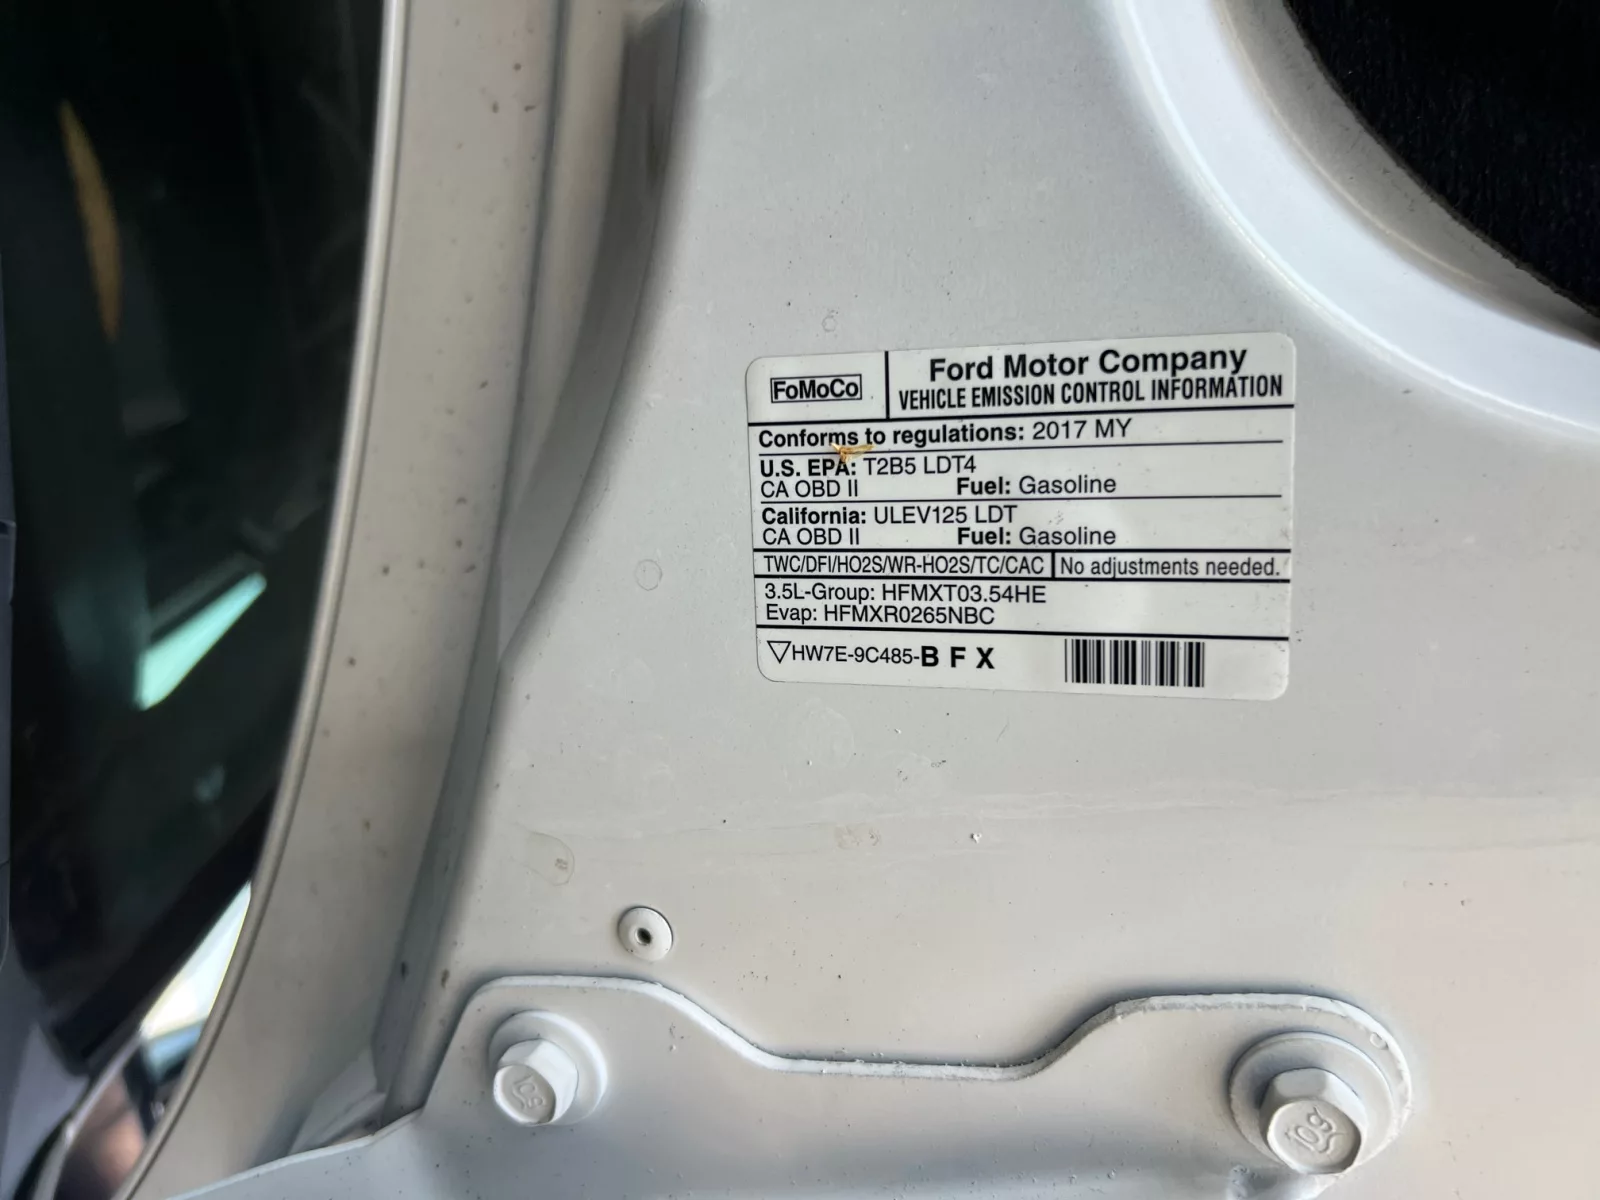 FoMoCo
Ford Motor Company
VEHICLE EMISSION CONTROL INFORMATION
Conforms to regulations: 2017 MY
U.S. EPA: T2B5 LDT4
CA OBD II Fuel: Gasoline
California: ULEV125 LDT
CA OBD II Fuel: Gasoline
TWC/DFI/HO2S/WR-HO2S/TC/CAC No adjustments needed.
3.5L-Group: HFMXT03.54HE
Evap: HFMXR0265NBC
▽HW7E-9C485-B F X
10.9